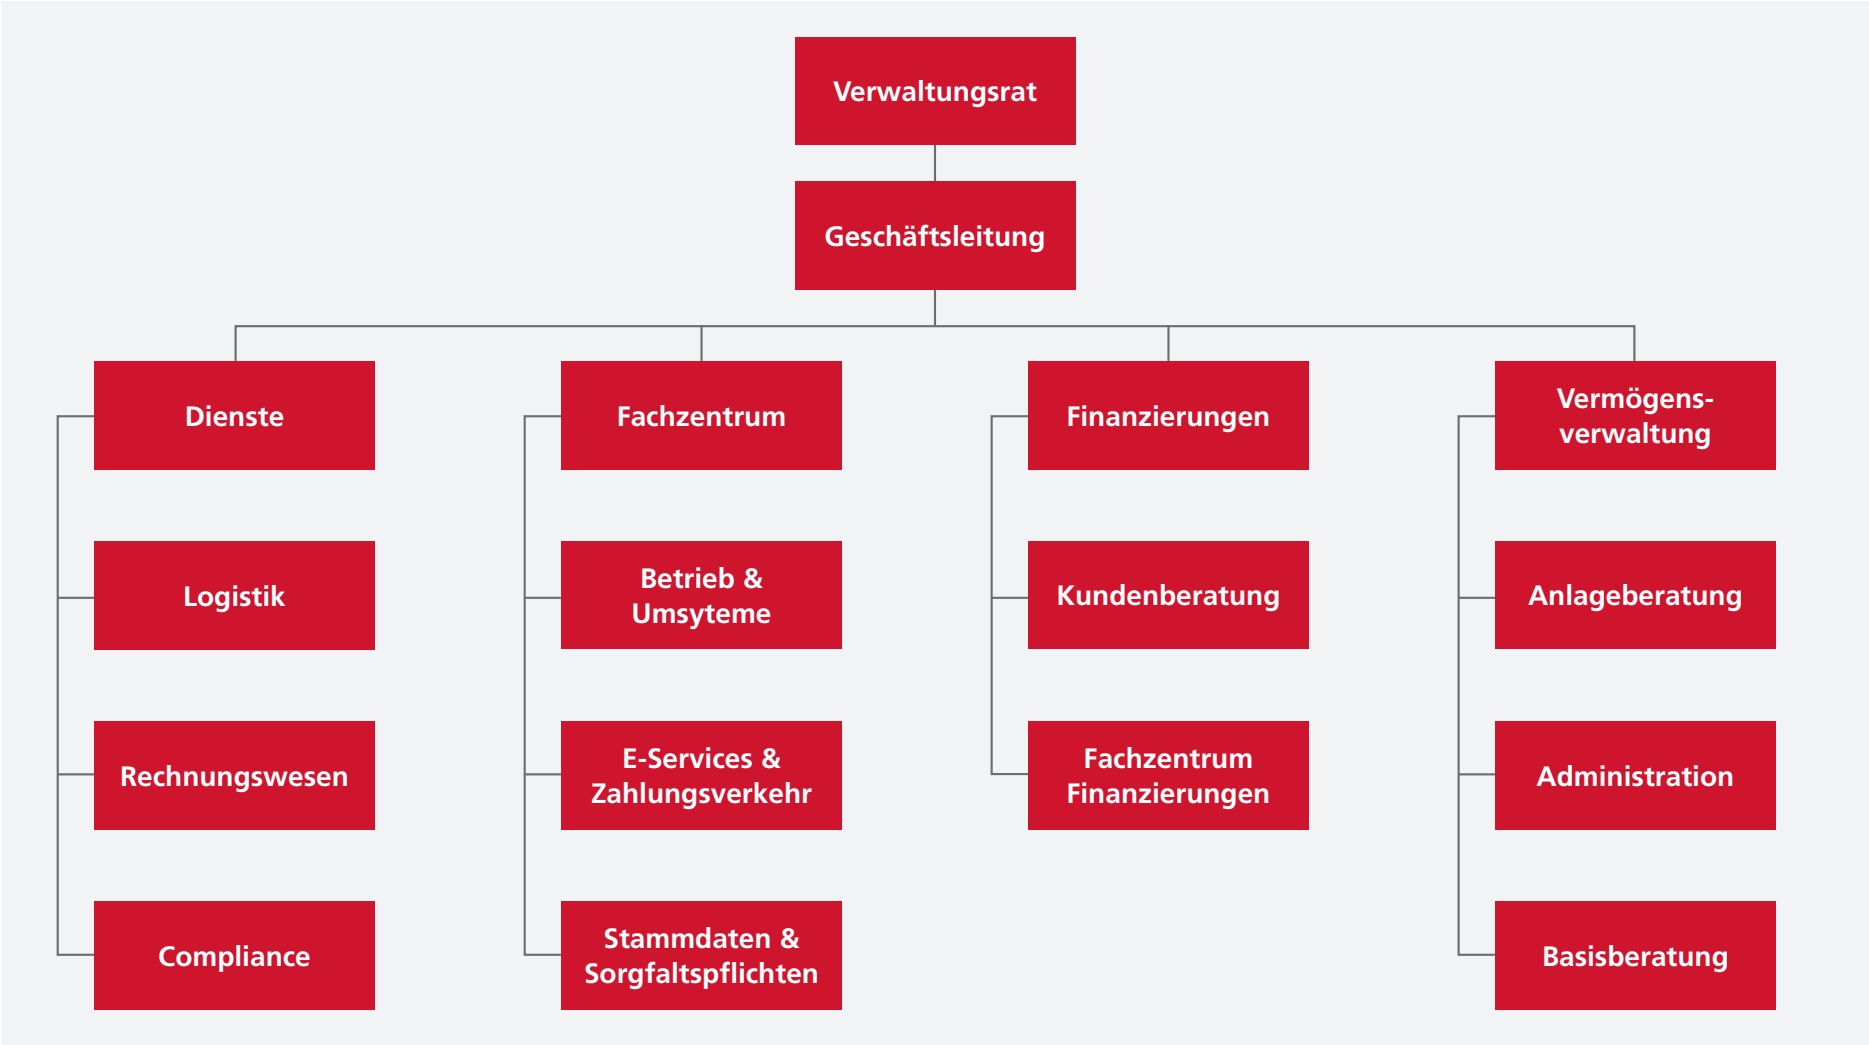 Verwaltungsrat
Geschäftsleitung
Dienste
Fachzentrum
Finanzierungen
Vermögens-
verwaltung
Logistik
Betrieb &
Umsyteme
Kundenberatung
Anlageberatung
Rechnungswesen
E-Services &
Zahlungsverkehr
Fachzentrum
Finanzierungen
Administration
Compliance
Stammdaten &
Sorgfaltspflichten
Basisberatung